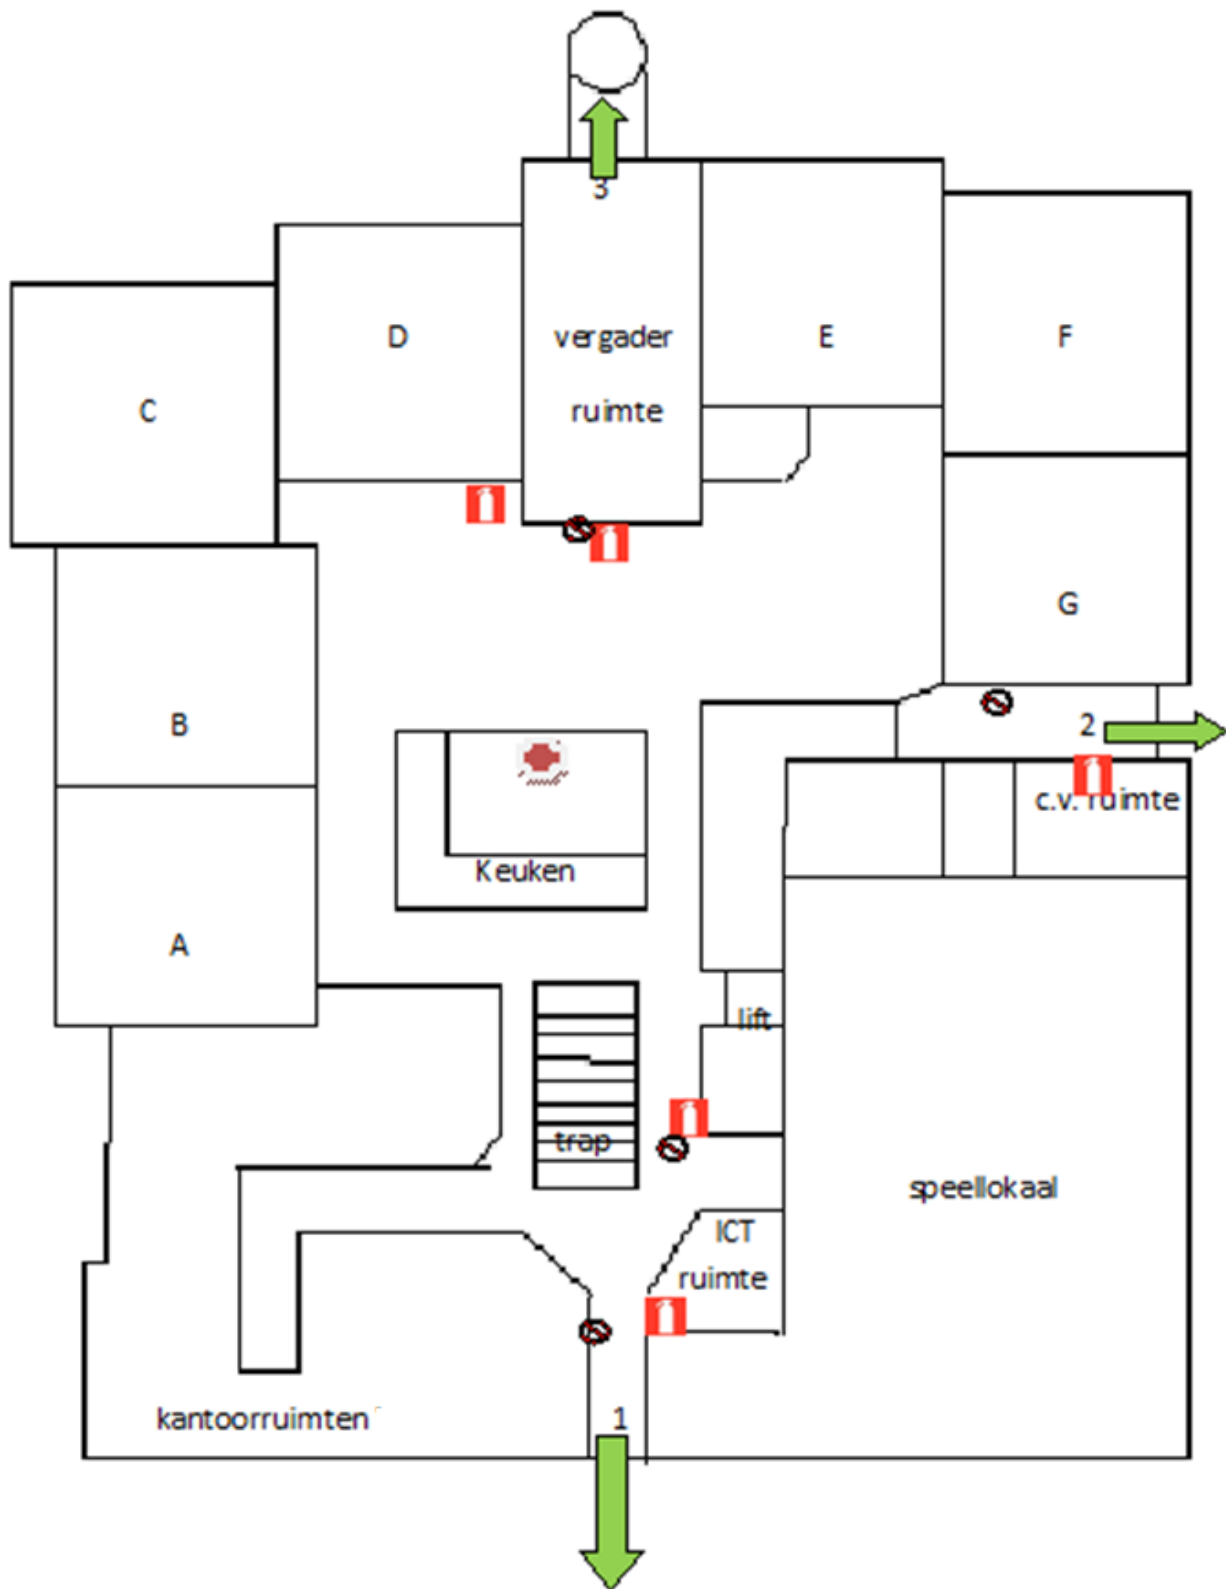 3
D
vergader
ruimte
E
F
C
G
B
2
c.v. ruimte
Keuken
A
lift
trap
speellokaal
ICT
ruimte
kantoorruimten
1